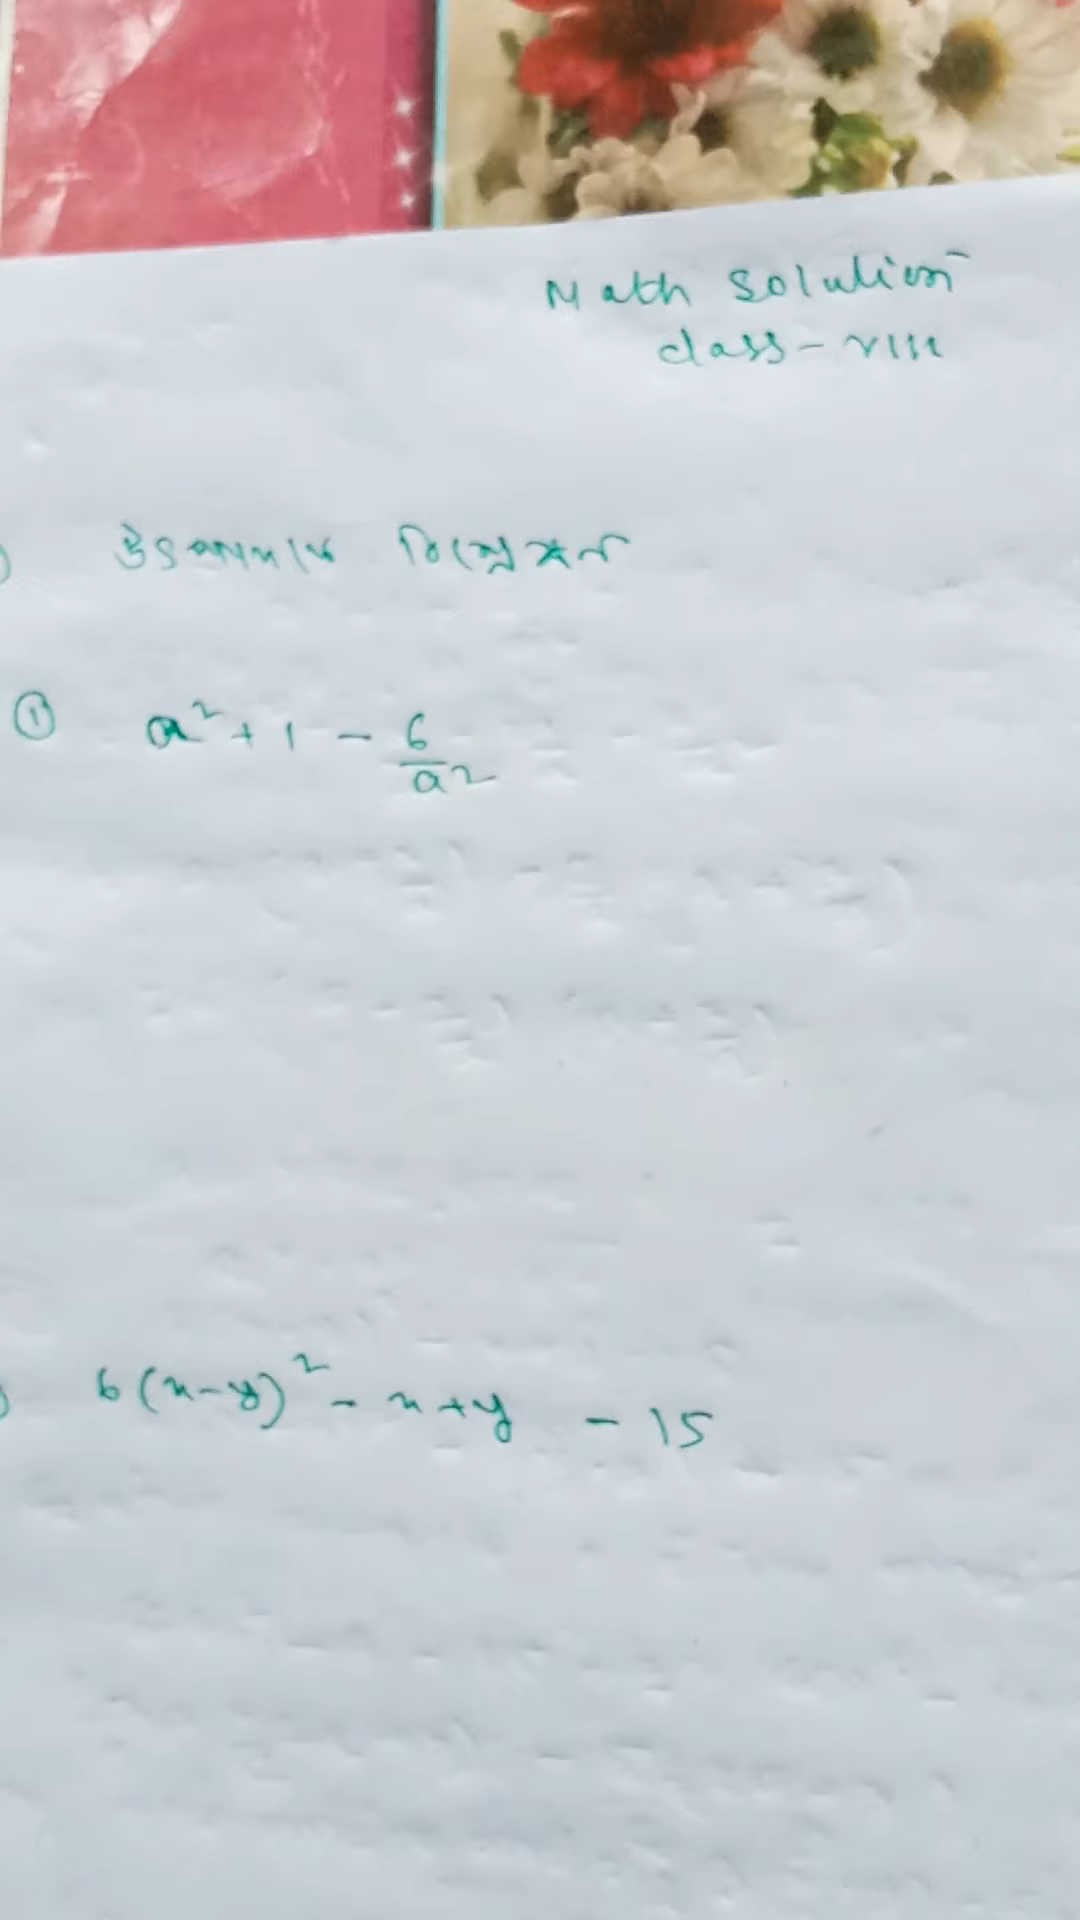 Math Solution
class - VIII
উৎপাদকে বিশ্লেষণ
① a² + 1 - 6/a²
6(x-y)² - x+y - 15